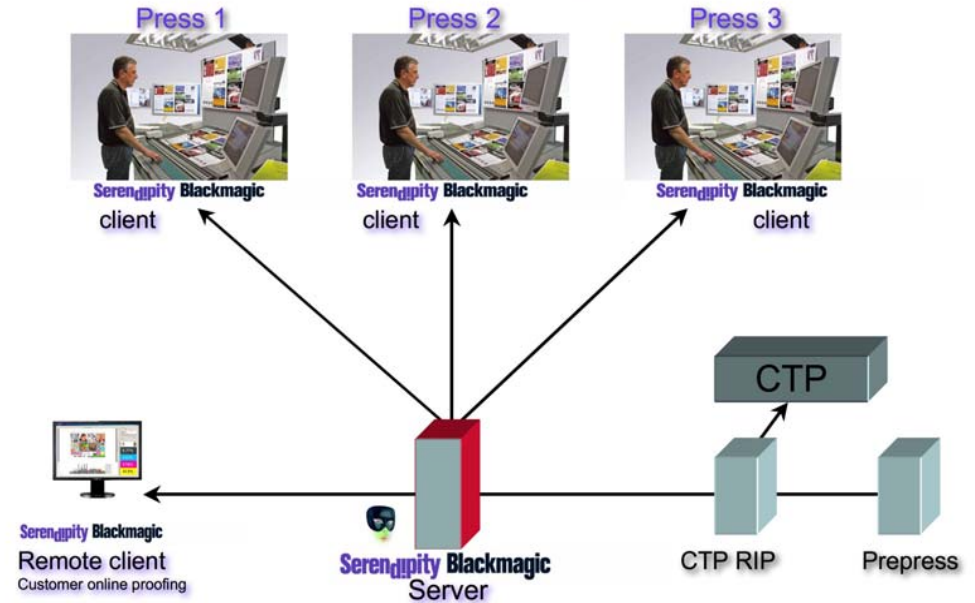 Press 1
Press 2
Press 3
Serendipity Blackmagic
client
Serendipity Blackmagic
client
Serendipity Blackmagic
client
CTP
Serendipity Blackmagic
Remote client
Customer online proofing
Serendipity Blackmagic
Server
CTP RIP
Prepress